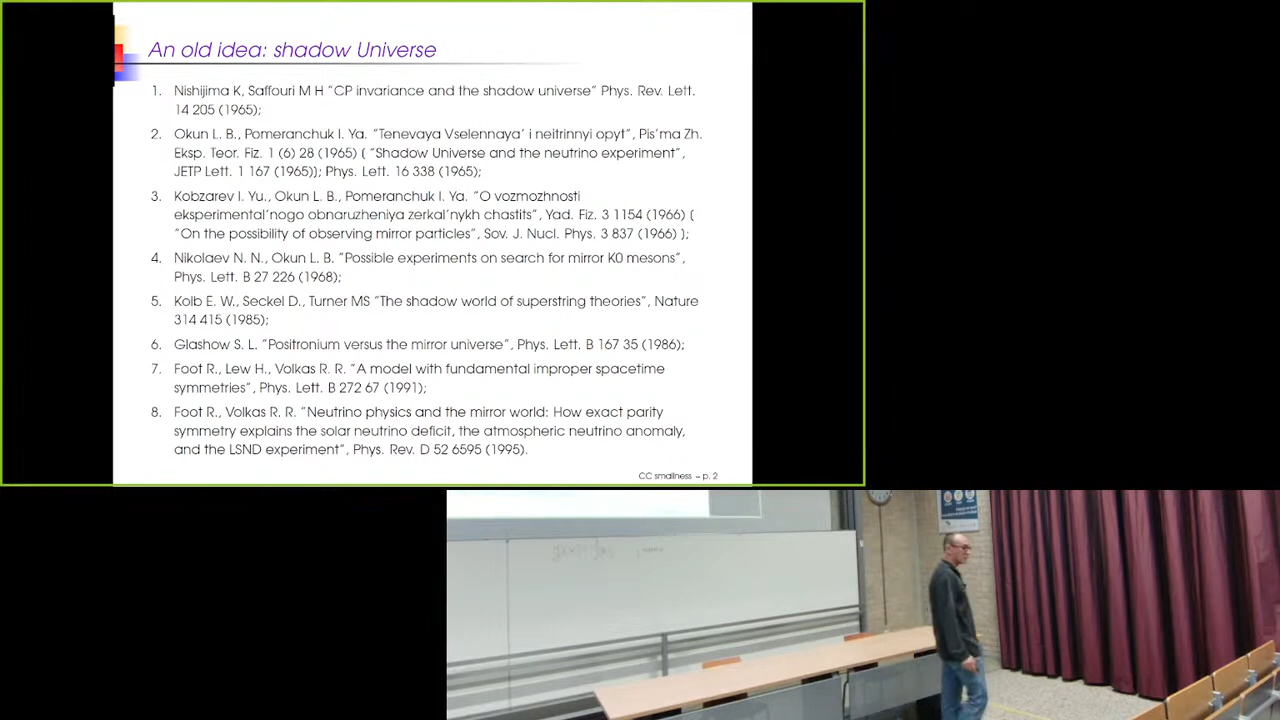 An old idea: shadow Universe
1. Nishijima K, Saffouri M H “CP invariance and the shadow universe” Phys. Rev. Lett.
14 205 (1965);
2. Okun L. B., Pomeranchuk I. Ya. “Tenevaya Vselennaya’ i neitrinnyi opyt”, Pis’ma Zh.
Eksp. Teor. Fiz. 1 (6) 28 (1965) [ “Shadow Universe and the neutrino experiment”,
JETP Lett. 1 167 (1965)]; Phys. Lett. 16 338 (1965);
3. Kobzarev I. Yu., Okun L. B., Pomeranchuk I. Ya. “O vozmozhnosti
eksperimental’nogo obnaruzheniya zerkal’nykh chastits”, Yad. Fiz. 3 1154 (1966) [
“On the possibility of observing mirror particles”, Sov. J. Nucl. Phys. 3 837 (1966) ];
4. Nikolaev N. N., Okun L. B. “Possible experiments on search for mirror K0 mesons”,
Phys. Lett. B 27 226 (1968);
5. Kolb E. W., Seckel D., Turner MS “The shadow world of superstring theories”, Nature
314 415 (1985);
6. Glashow S. L. “Positronium versus the mirror universe”, Phys. Lett. B 167 35 (1986);
7. Foot R., Lew H., Volkas R. R. “A model with fundamental improper spacetime
symmetries”, Phys. Lett. B 272 67 (1991);
8. Foot R., Volkas R. R. “Neutrino physics and the mirror world: How exact parity
symmetry explains the solar neutrino deficit, the atmospheric neutrino anomaly,
and the LSND experiment”, Phys. Rev. D 52 6595 (1995).
CC smallness – p. 2